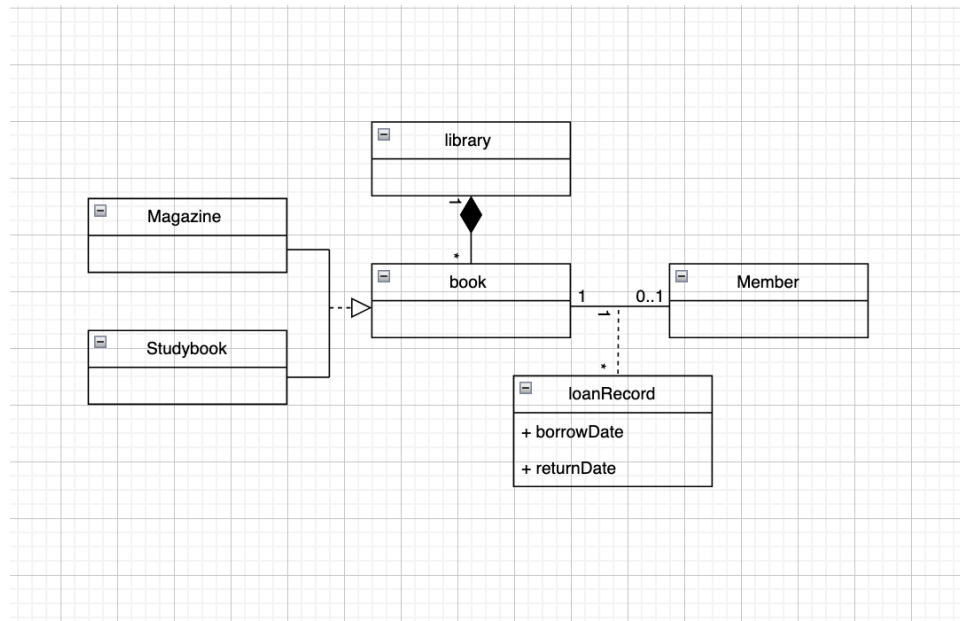 library
1
Magazine
*
book
1
0..1
Member
1
Studybook
*
loanRecord
+ borrowDate
+ returnDate